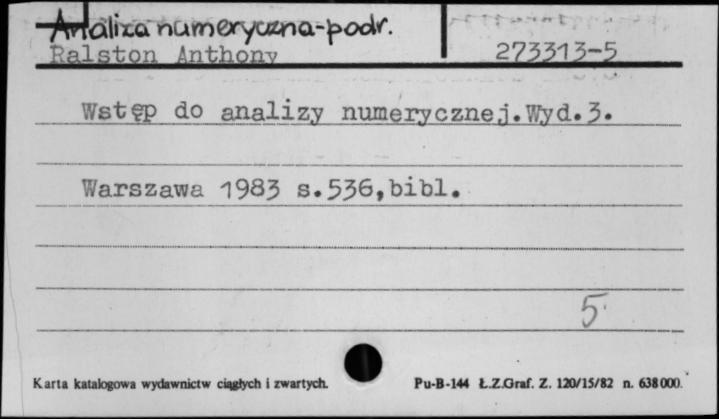 Analiza numeryczna-podr.
Ralston Anthony
273313-5
Wstęp do analizy numerycznej.Wyd.3.
Warszawa 1983 s.536,bibl.
5
Karta katalogowa wydawnictw ciągłych i zwartych.
Pu-B-144 Ł.Z.Graf. Z. 120/15/82 n. 638000.